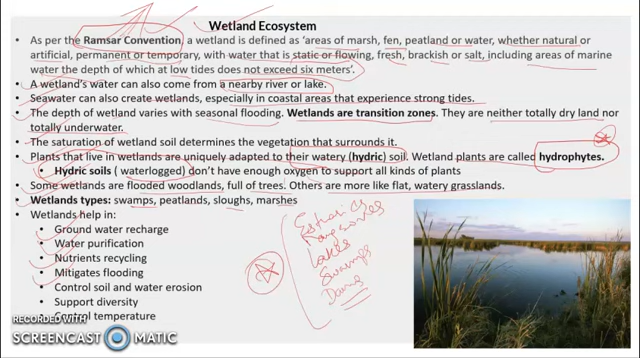 Wetland Ecosystem
• As per the Ramsar Convention, a wetland is defined as 'areas of marsh, fen, peatland or water, whether natural or
artificial, permanent or temporary, with water that is static or flowing, fresh, brackish or salt, including areas of marine
water the depth of which at low tides does not exceed six meters'.
• A wetland's water can also come from a nearby river or lake.
• Seawater can also create wetlands, especially in coastal areas that experience strong tides.
• The depth of wetland varies with seasonal flooding. Wetlands are transition zones. They are neither totally dry land nor
totally underwater.
• The saturation of wetland soil determines the vegetation that surrounds it.
• Plants that live in wetlands are uniquely adapted to their watery (hydric) soil. Wetland plants are called hydrophytes.
• Hydric soils ( waterlogged) don't have enough oxygen to support all kinds of plants
• Some wetlands are flooded woodlands, full of trees. Others are more like flat, watery grasslands.
• Wetlands types: swamps, peatlands, sloughs, marshes
• Wetlands help in:
• Ground water recharge
• Water purification
• Nutrients recycling
• Mitigates flooding
• Control soil and water erosion
• Support diversity
• Control temperature
Lakes
Swamps
RECORDED WITH
SCREENCAST MATIC